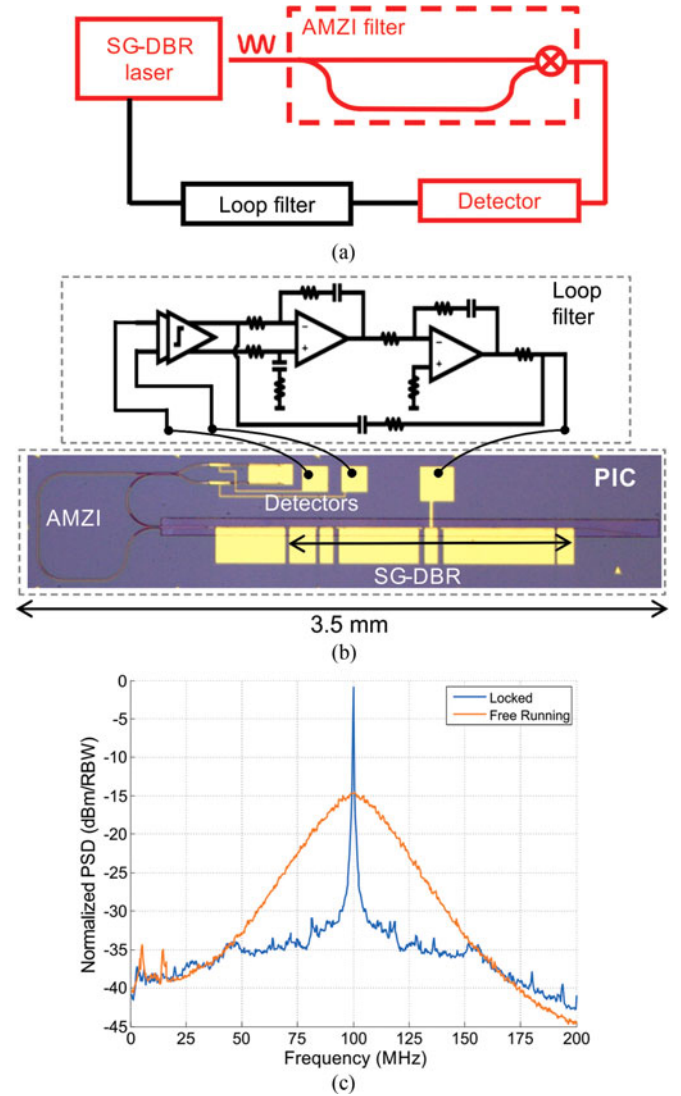 SG-DBR
laser
AMZI filter
Loop filter
Detector
(a)
Loop
filter
−
+
−
+
PIC
AMZI
Detectors
SG-DBR
3.5 mm
(b)
Normalized PSD (dBm/RBW)
0
-5
-10
-15
-20
-25
-30
-35
-40
-45
Locked
Free Running
0 25 50 75 100 125 150 175 200
Frequency (MHz)
(c)